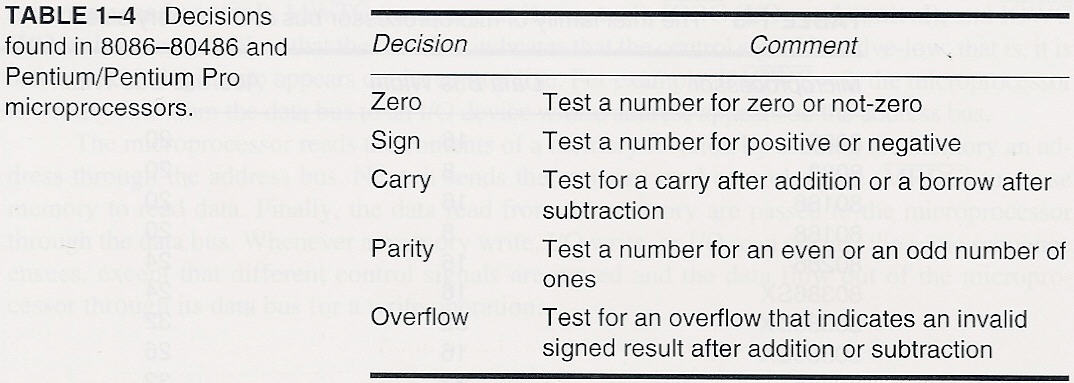 TABLE 1–4 Decisions
found in 8086–80486 and
Pentium/Pentium Pro
microprocessors.
Decision Comment
Zero Test a number for zero or not-zero
Sign Test a number for positive or negative
Carry Test for a carry after addition or a borrow after
subtraction
Parity Test a number for an even or an odd number of
ones
Overflow Test for an overflow that indicates an invalid
signed result after addition or subtraction